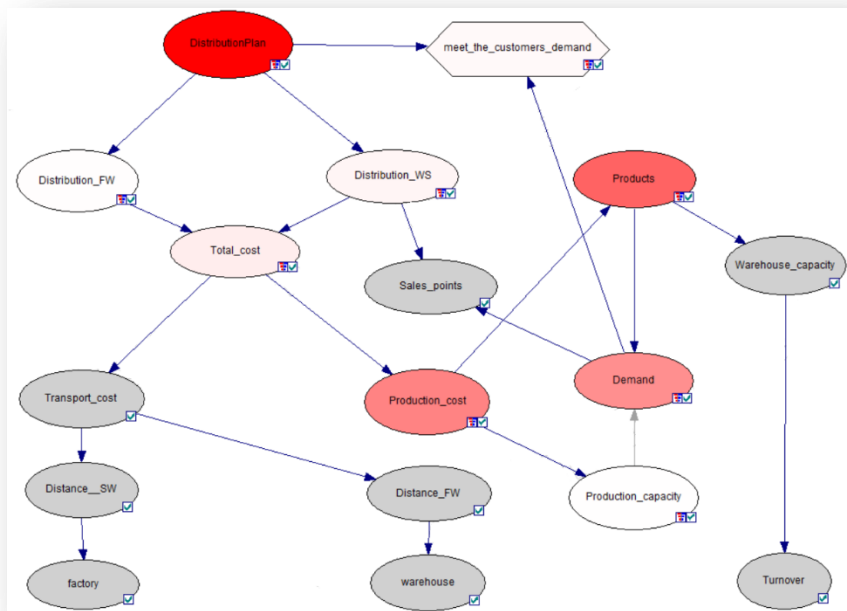 DistributionPlan
meet_the_customers_demand
Distribution_FW
Distribution_WS
Products
Total_cost
Sales_points
Warehouse_capacity
Transport_cost
Production_cost
Demand
Distance__SW
Distance_FW
Production_capacity
factory
warehouse
Turnover